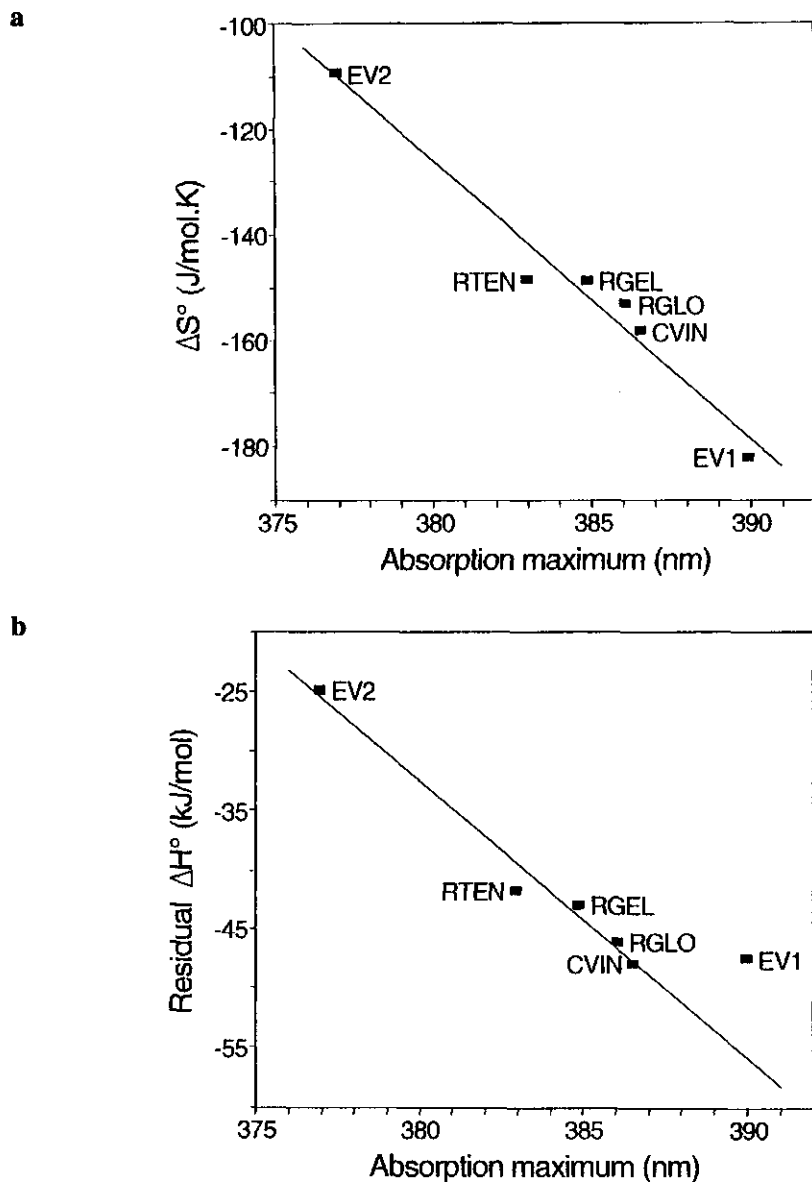 a
-100
-120
-140
-160
-180
ΔS° (J/mol.K)
EV2
RTEN
RGEL
RGLO
CVIN
EV1
375
380
385
390
Absorption maximum (nm)
b
-25
-35
-45
-55
Residual ΔH° (kJ/mol)
EV2
RTEN
RGEL
RGLO
CVIN
EV1
375
380
385
390
Absorption maximum (nm)